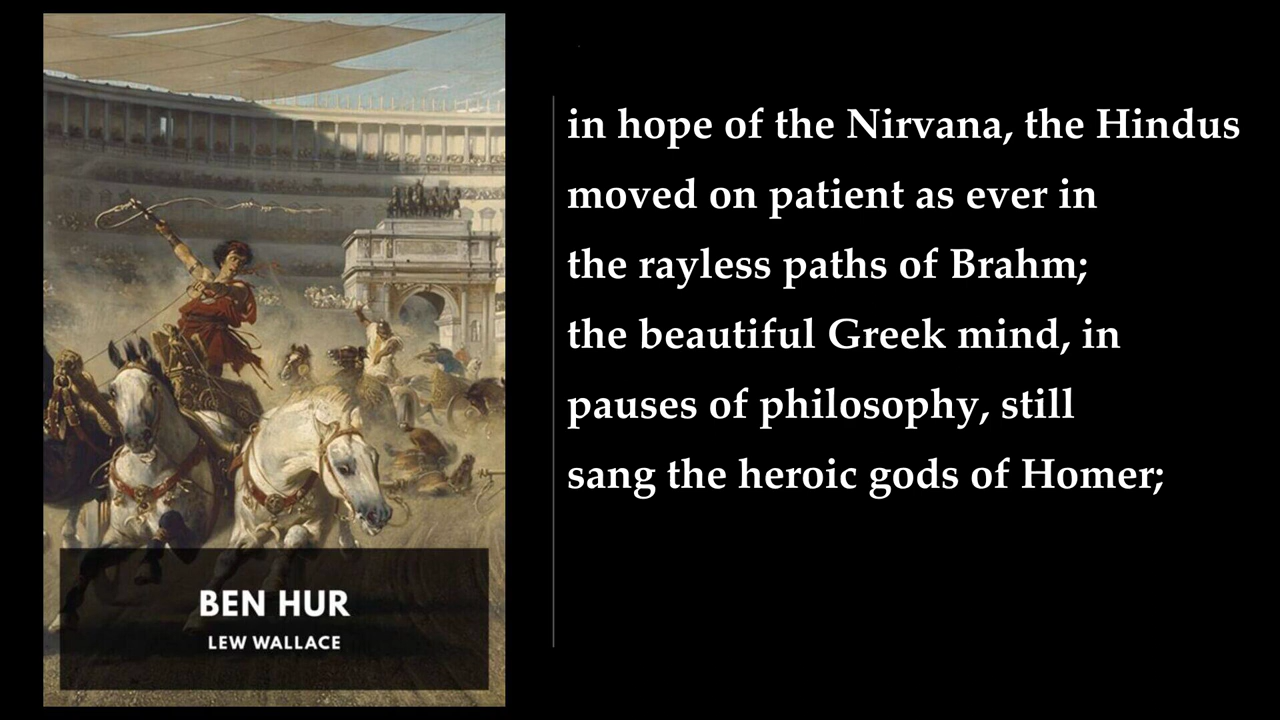 BEN HUR
LEW WALLACE
in hope of the Nirvana, the Hindus
moved on patient as ever in
the rayless paths of Brahm;
the beautiful Greek mind, in
pauses of philosophy, still
sang the heroic gods of Homer;